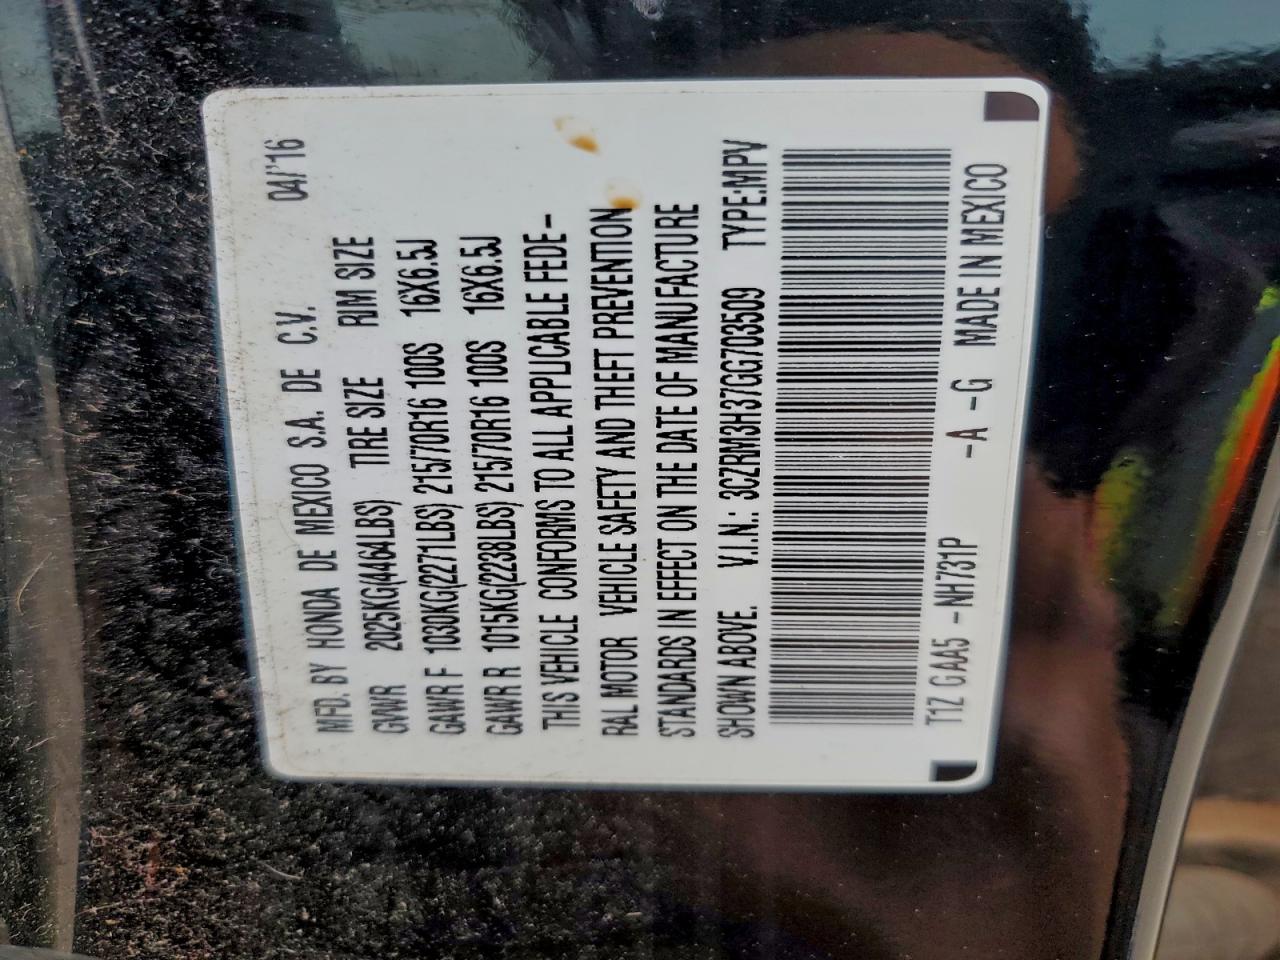 MFD. BY HONDA DE MEXICO S.A. DE C.V. 04/'16
GVWR 2025KG(4464LBS) TIRE SIZE RIM SIZE
GAWR F 1030KG(2271LBS) 215/70R16 100S 16X6.5J
GAWR R 1015KG(2238LBS) 215/70R16 100S 16X6.5J
THIS VEHICLE CONFORMS TO ALL APPLICABLE FEDE-
RAL MOTOR VEHICLE SAFETY AND THEFT PREVENTION
STANDARDS IN EFFECT ON THE DATE OF MANUFACTURE
SHOWN ABOVE. V.I.N.: 3CZRM3H37GG703509 TYPE:MPV
T1Z GAA5 -NH731P -A -G MADE IN MEXICO